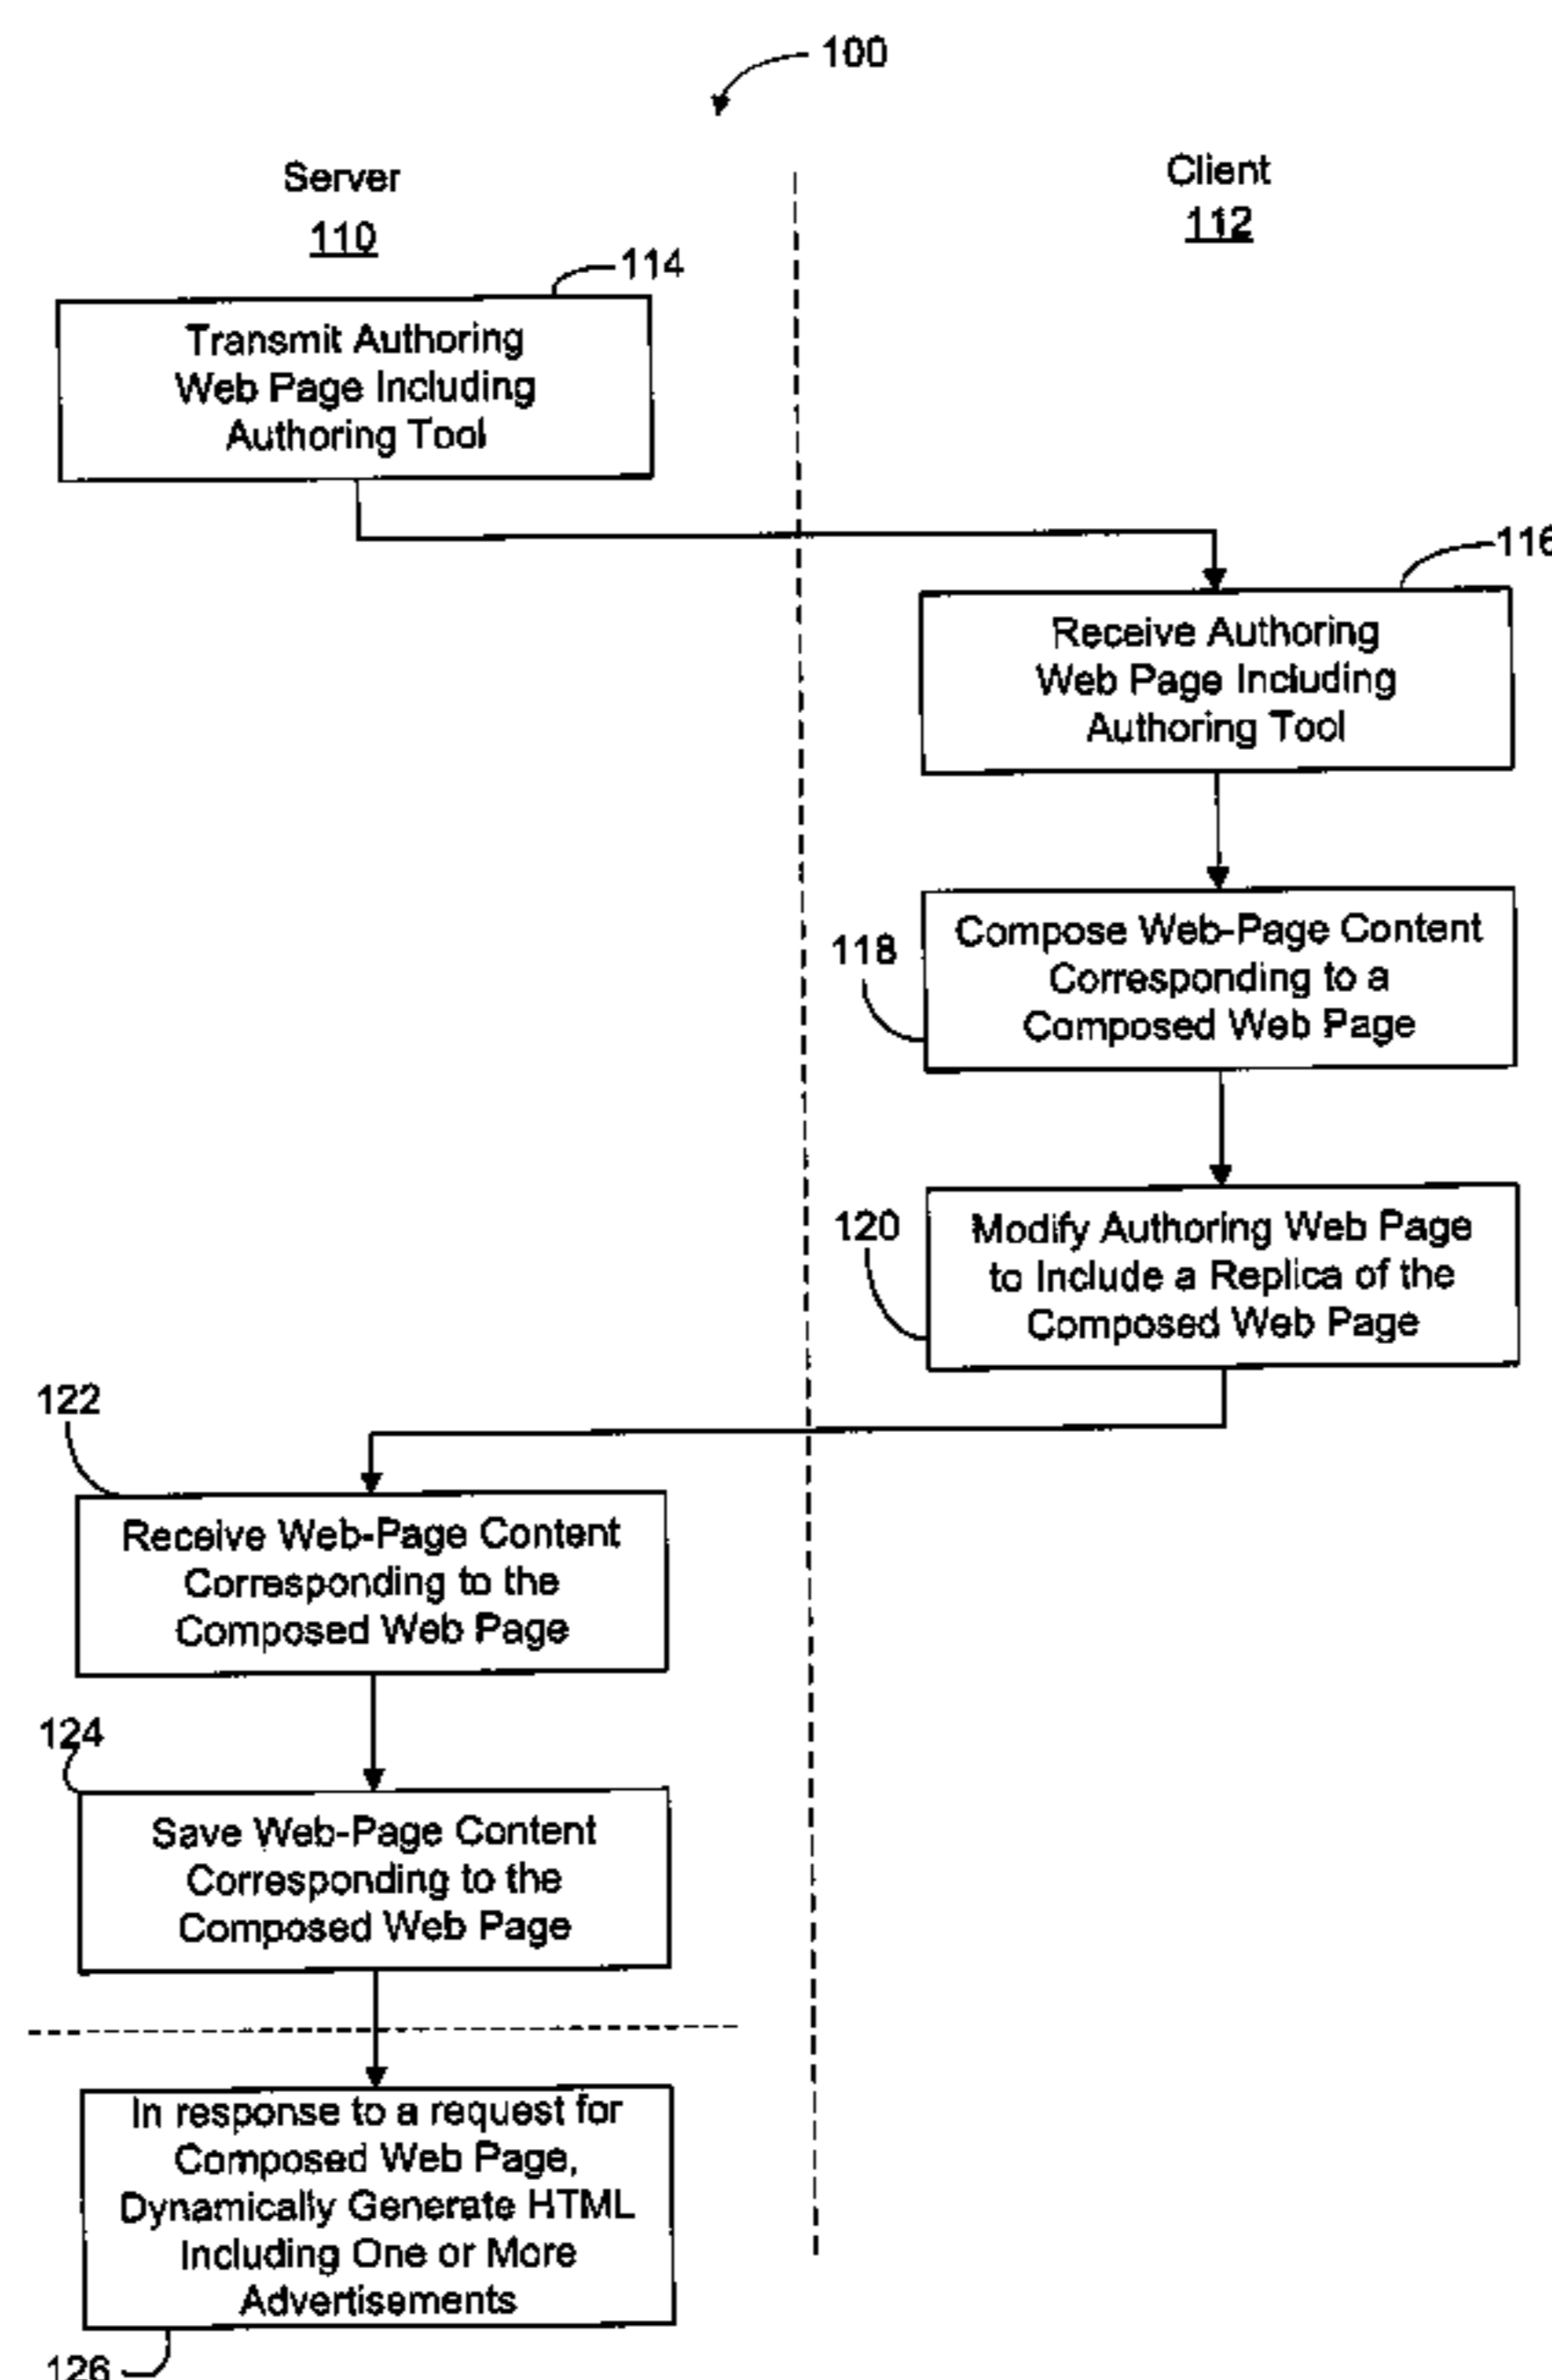 100
Server
110
Client
112
114
Transmit Authoring
Web Page Including
Authoring Tool
116
Receive Authoring
Web Page Including
Authoring Tool
118
Compose Web-Page Content
Corresponding to a
Composed Web Page
120
Modify Authoring Web Page
to Include a Replica of the
Composed Web Page
122
Receive Web-Page Content
Corresponding to the
Composed Web Page
124
Save Web-Page Content
Corresponding to the
Composed Web Page
In response to a request for
Composed Web Page,
Dynamically Generate HTML
Including One or More
Advertisements
126